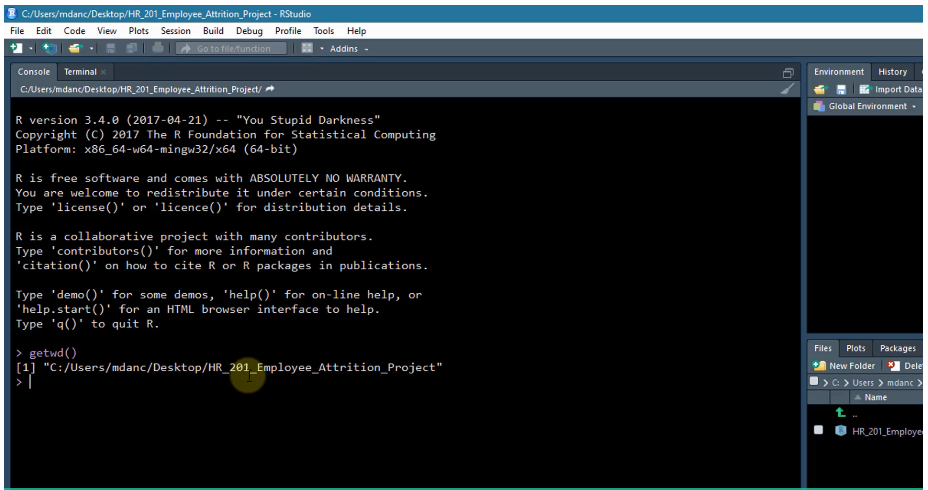 C:/Users/mdanc/Desktop/HR_201_Employee_Attrition_Project - RStudio
File Edit Code View Plots Session Build Debug Profile Tools Help
Go to file/function Addins
Console Terminal
C:/Users/mdanc/Desktop/HR_201_Employee_Attrition_Project/
R version 3.4.0 (2017-04-21) -- "You Stupid Darkness"
Copyright (C) 2017 The R Foundation for Statistical Computing
Platform: x86_64-w64-mingw32/x64 (64-bit)
R is free software and comes with ABSOLUTELY NO WARRANTY.
You are welcome to redistribute it under certain conditions.
Type 'license()' or 'licence()' for distribution details.
R is a collaborative project with many contributors.
Type 'contributors()' for more information and
'citation()' on how to cite R or R packages in publications.
Type 'demo()' for some demos, 'help()' for on-line help, or
'help.start()' for an HTML browser interface to help.
Type 'q()' to quit R.
> getwd()
[1] "C:/Users/mdanc/Desktop/HR_201_Employee_Attrition_Project"
>
Environment History
Import Data
Global Environment
Files Plots Packages
New Folder Dele
C: > Users > mdanc >
Name
..
HR_201_Employe